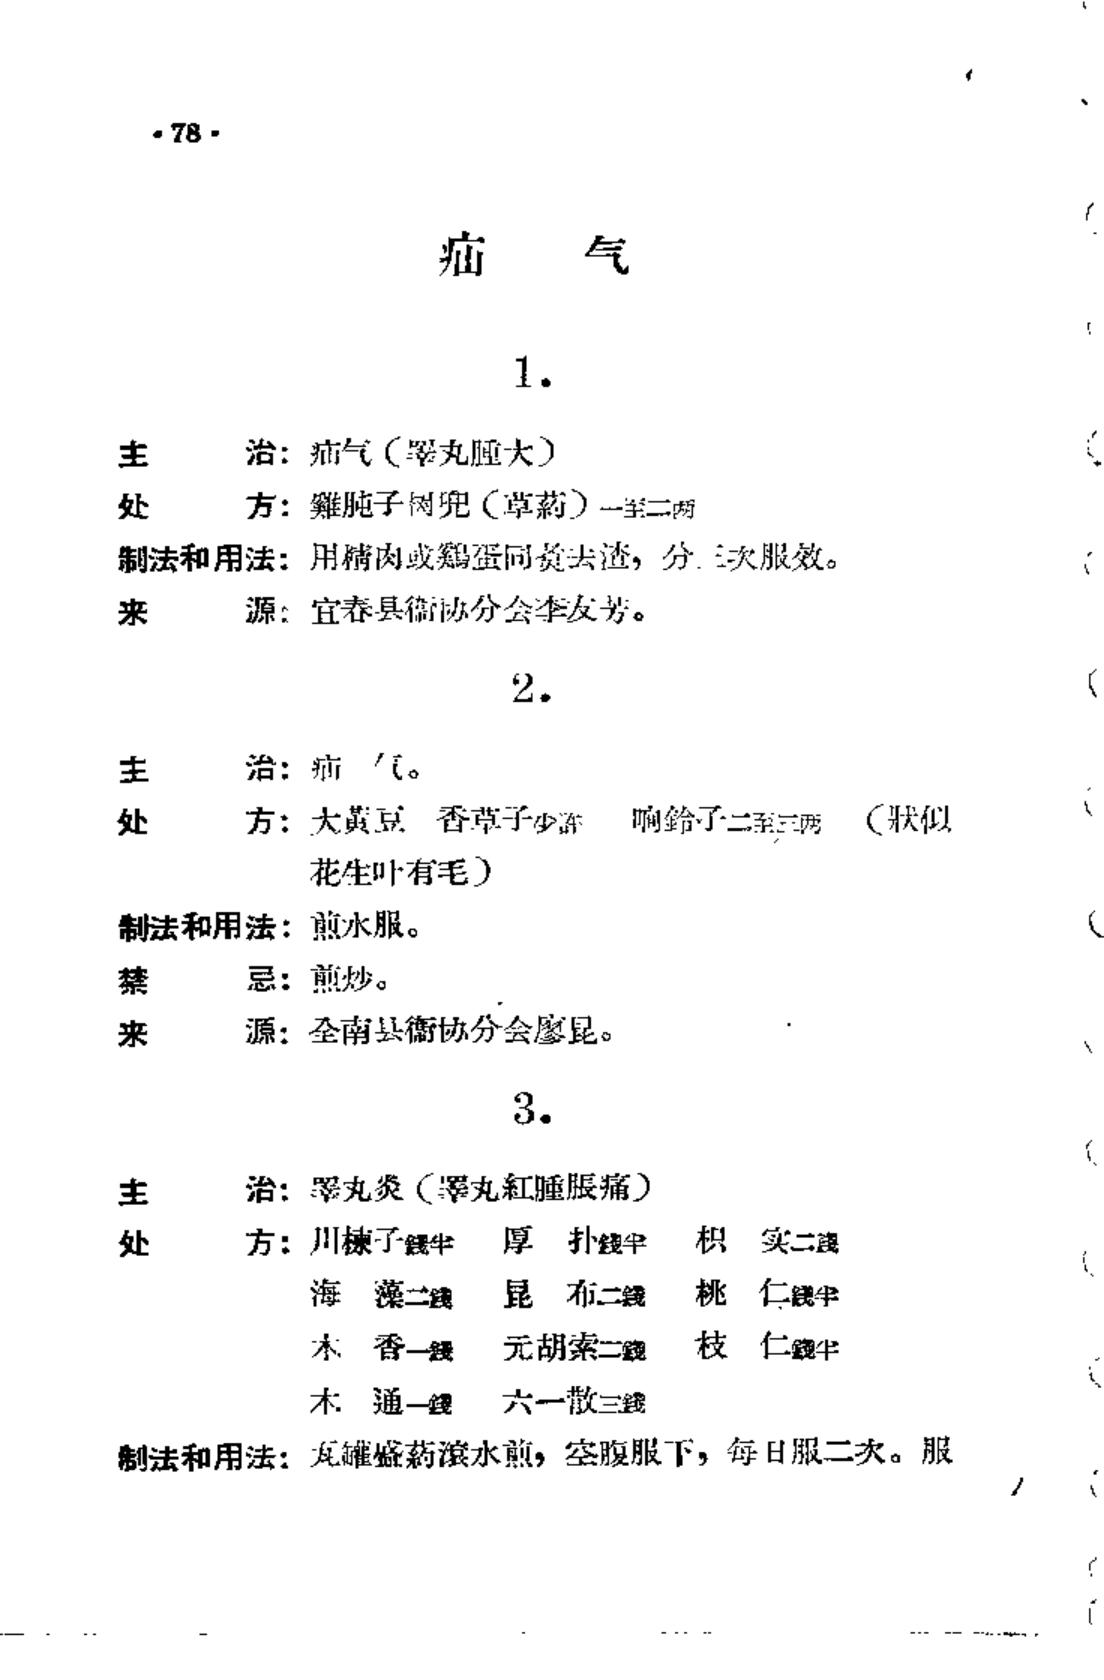 ·78·
疝　气
1.
主　治：疝气（睪丸腫大）
处　方：雞肫子树兜（草葯）一至二两
制法和用法：用精肉或鷄蛋同煑去渣，分三次服效。
来　源：宜春县衞协分会李友芳。
2.
主　治：疝　气。
处　方：大黃豆　香草子少許　响鈴子二至三两　（狀似
花生叶有毛）
制法和用法：煎水服。
禁　忌：煎炒。
来　源：全南县衞协分会廖昆。
3.
主　治：睪丸炎（睪丸紅腫脹痛）
处　方：川楝子錢半　厚　扑錢半　枳　实二錢
海　藻二錢　昆　布二錢　桃　仁錢半
木　香一錢　元胡索二錢　枝　仁錢半
木　通一錢　六一散三錢
制法和用法：瓦罐盛葯滾水煎，空腹服下，每日服二次。服